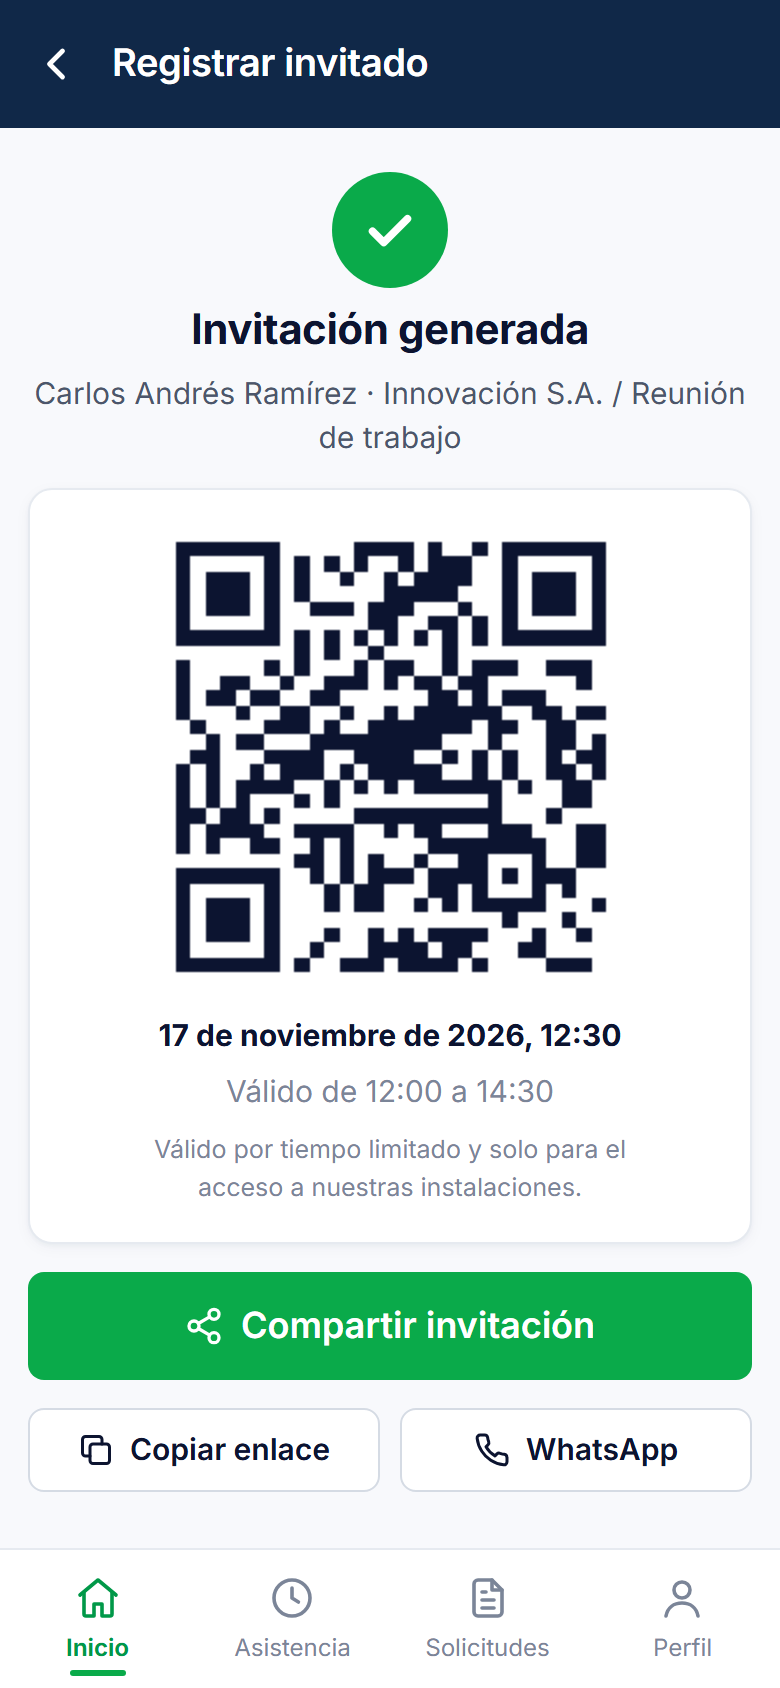 Registrar invitado
Invitación generada
Carlos Andrés Ramírez · Innovación S.A. / Reunión
de trabajo
17 de noviembre de 2026, 12:30
Válido de 12:00 a 14:30
Válido por tiempo limitado y solo para el
acceso a nuestras instalaciones.
Compartir invitación
Copiar enlace
WhatsApp
Inicio
Asistencia
Solicitudes
Perfil